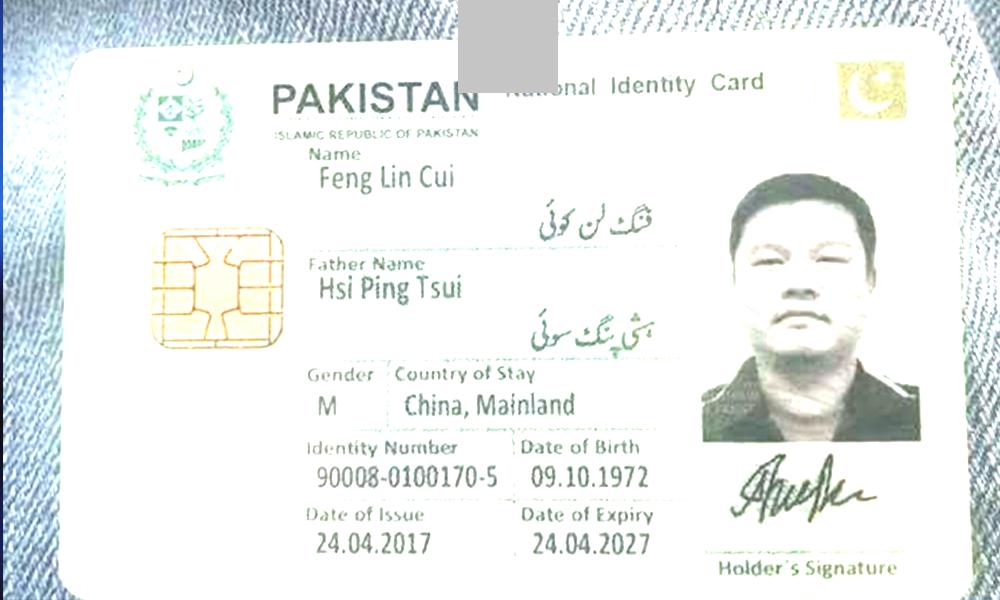 PAKISTAN National Identity Card
ISLAMIC REPUBLIC OF PAKISTAN
Name
Feng Lin Cui
فنگ لن کوئی
Father Name
Hsi Ping Tsui
ہشی پنگ سوئی
Gender Country of Stay
M China, Mainland
Identity Number Date of Birth
90008-0100170-5 09.10.1972
Date of Issue Date of Expiry
24.04.2017 24.04.2027
Holder's Signature